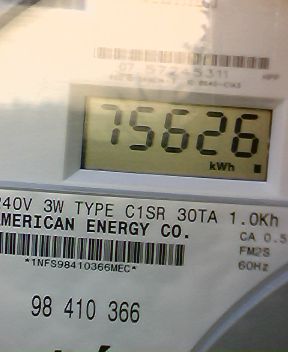 75626
kWh
240V 3W TYPE C1SR 30TA 1.0Kh
AMERICAN ENERGY CO.
CA 0.5
FM2S
60Hz
*1NFS98410366MEC*
98 410 366